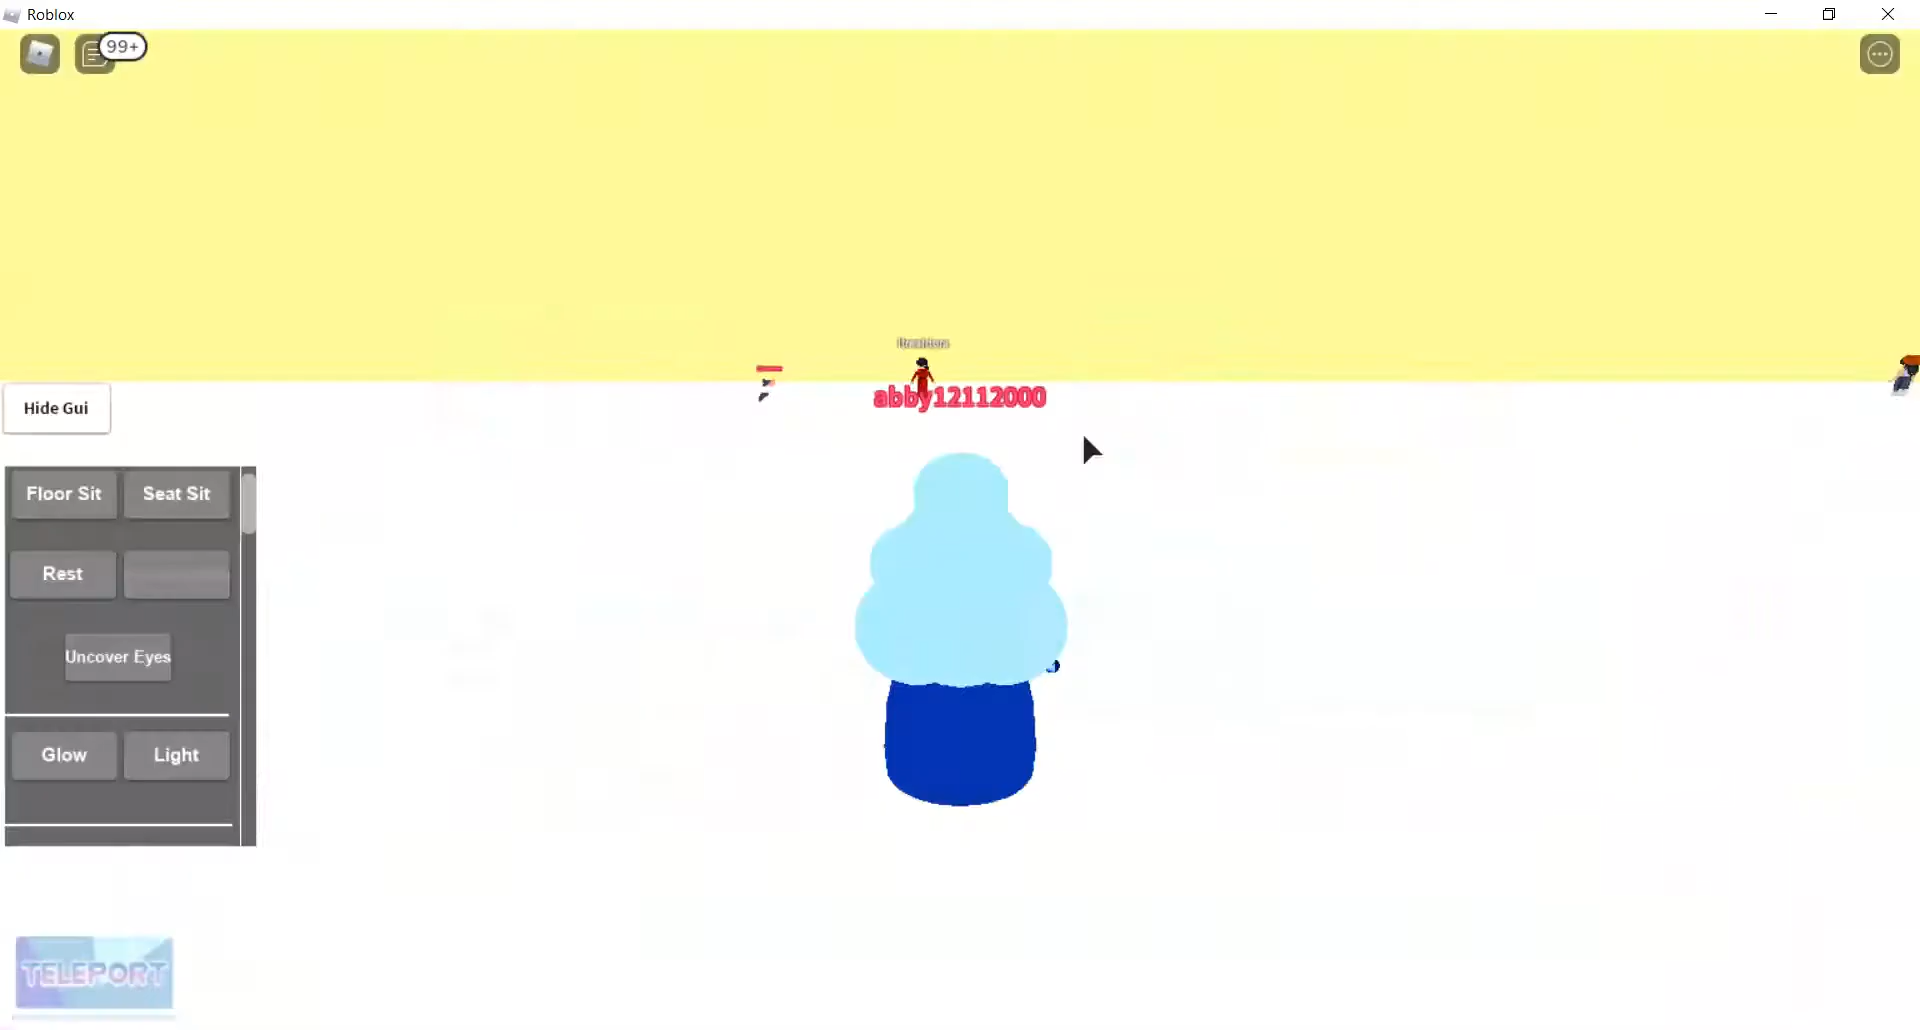 Roblox
99+
Hide Gui
abby12112000
Floor Sit
Seat Sit
Rest
Uncover Eyes
Glow
Light
TELEPORT